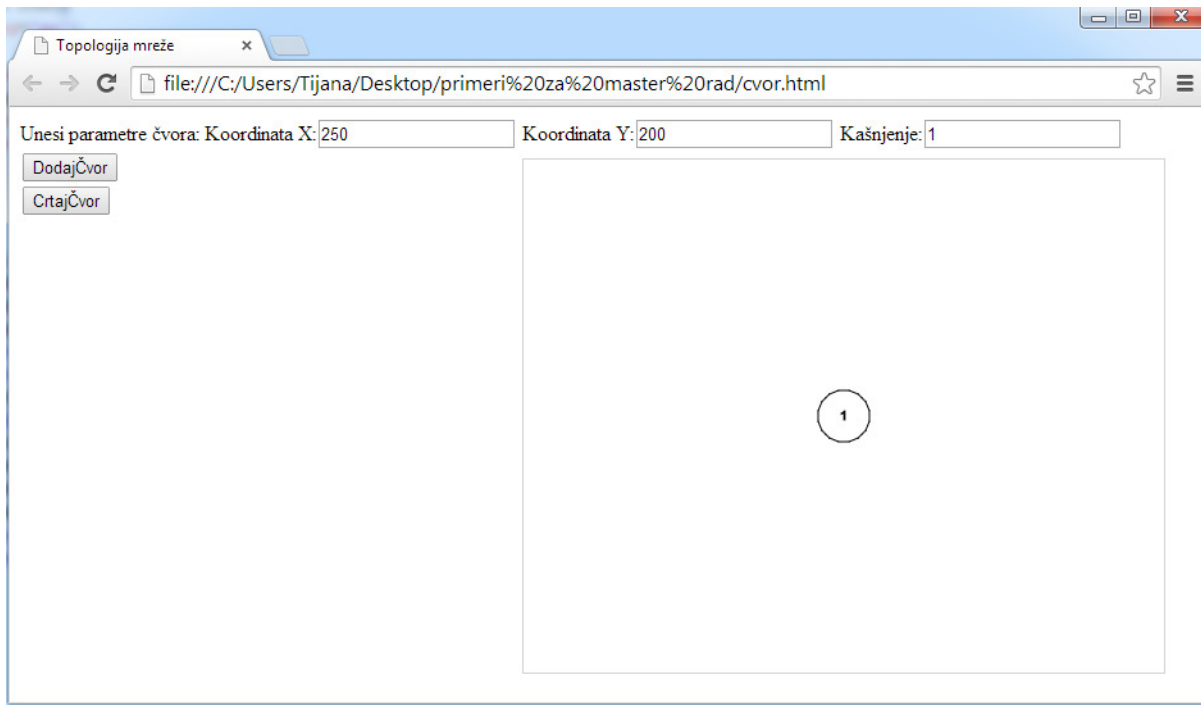 Topologija mreže
file:///C:/Users/Tijana/Desktop/primeri%20za%20master%20rad/cvor.html
Unesi parametre čvora: Koordinata X: 250 Koordinata Y: 200 Kašnjenje: 1
DodajČvor
CrtajČvor
1